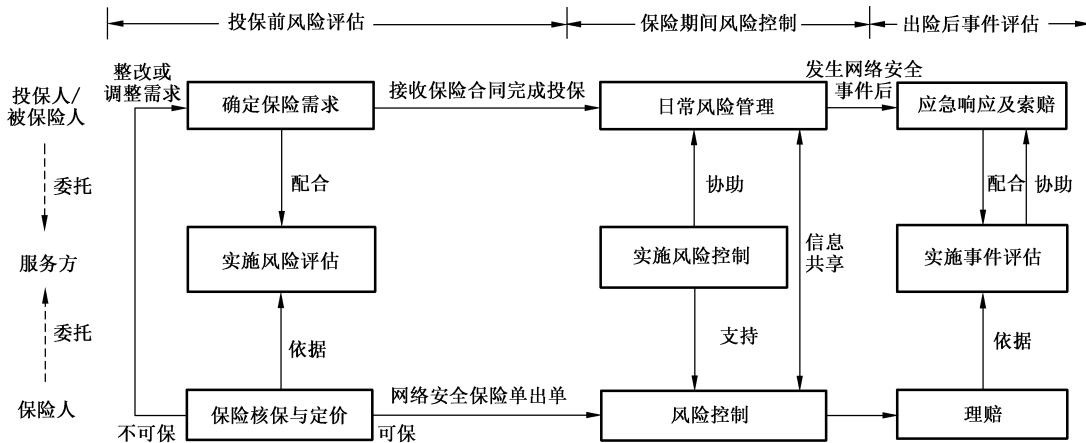 投保前风险评估
保险期间风险控制
出险后事件评估
投保人/
被保险人
整改或
调整需求
确定保险需求
接收保险合同完成投保
日常风险管理
发生网络安全
事件后
应急响应及索赔
委托
配合
协助
配合
协助
服务方
实施风险评估
实施风险控制
信息
共享
实施事件评估
委托
依据
支持
依据
保险人
不可保
保险核保与定价
可保
网络安全保险单出单
风险控制
理赔